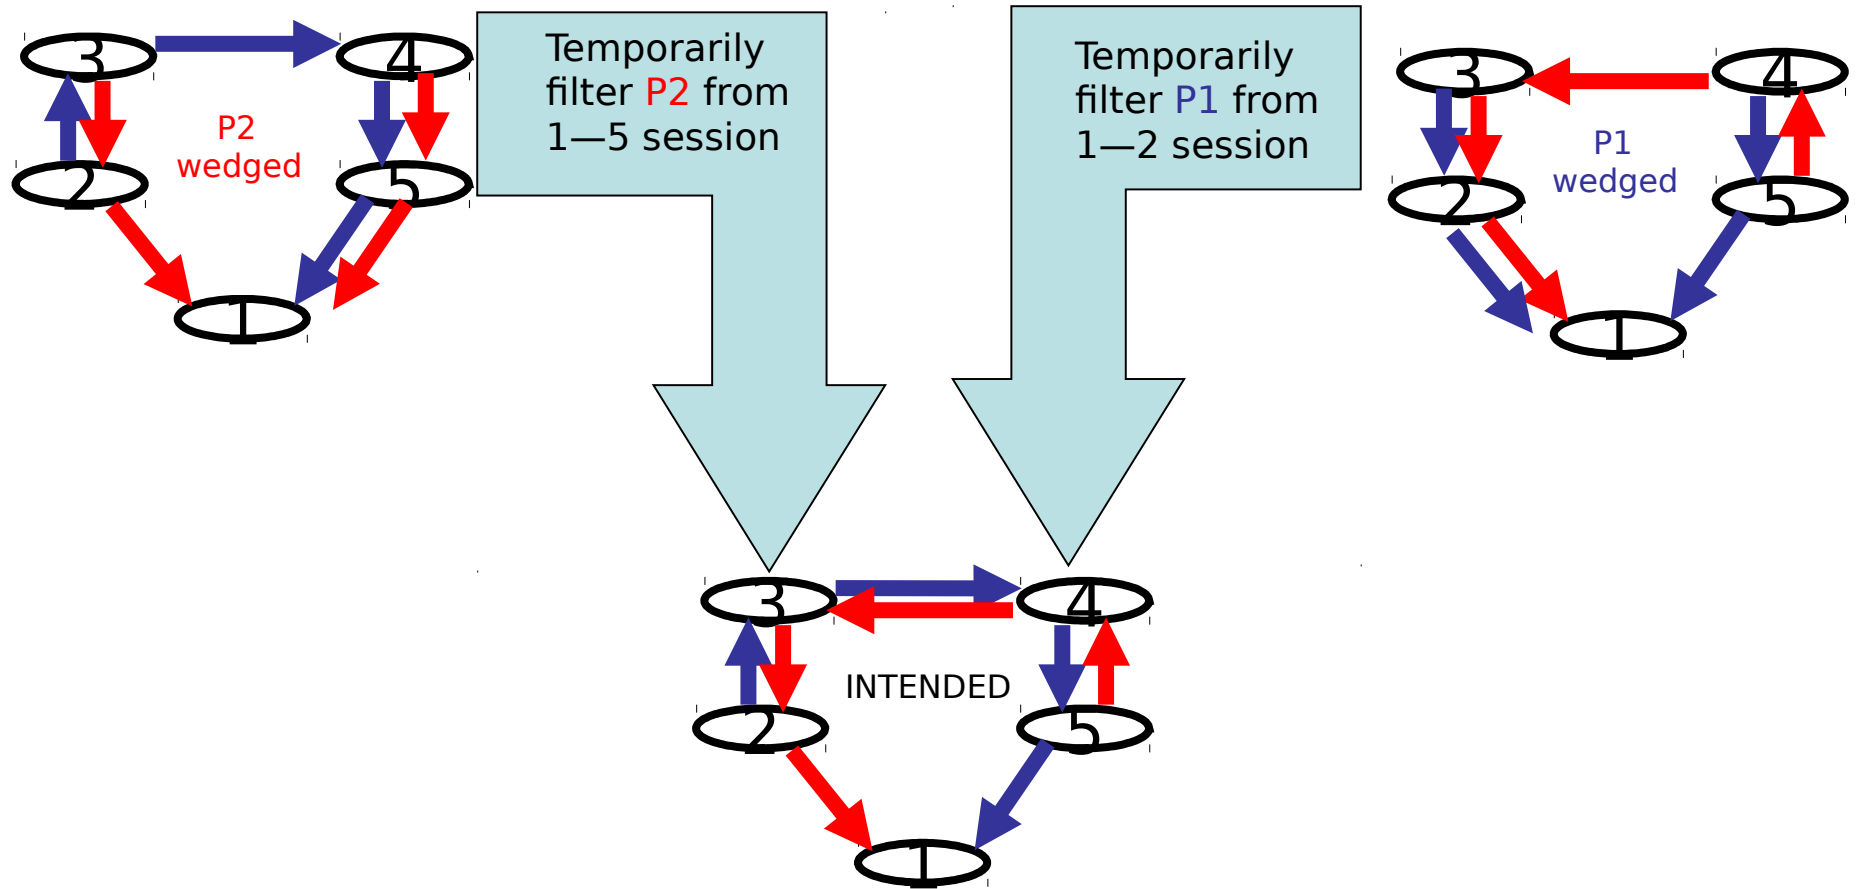 3
4
P2
wedged
2
5
1
Temporarily
filter P2 from
1—5 session
Temporarily
filter P1 from
1—2 session
3
4
P1
wedged
2
5
1
3
4
INTENDED
2
5
1